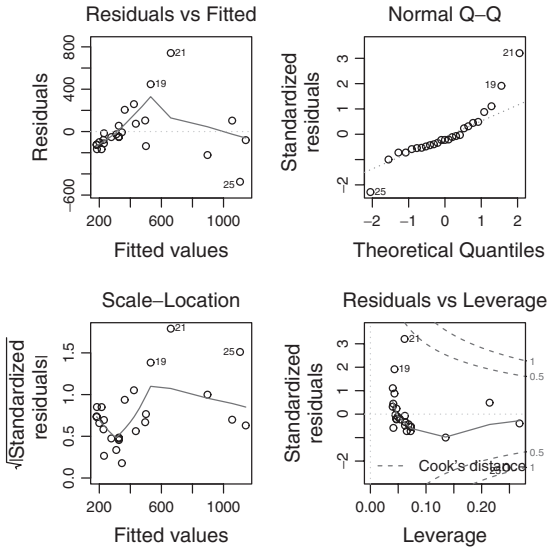 Residuals vs Fitted
Residuals
800
400
0
−600
21
19
25
200
600
1000
Fitted values
Normal Q−Q
Standardized
residuals
3
2
1
0
−2
21
19
25
−2
−1
0
1
2
Theoretical Quantiles
Scale−Location
√|Standardized
residuals|
1.5
1.0
0.5
0.0
21
25
19
200
600
1000
Fitted values
Residuals vs Leverage
Standardized
residuals
3
2
1
0
−2
21
19
1
0.5
0.5
1
Cook's distance
0.00
0.10
0.20
Leverage